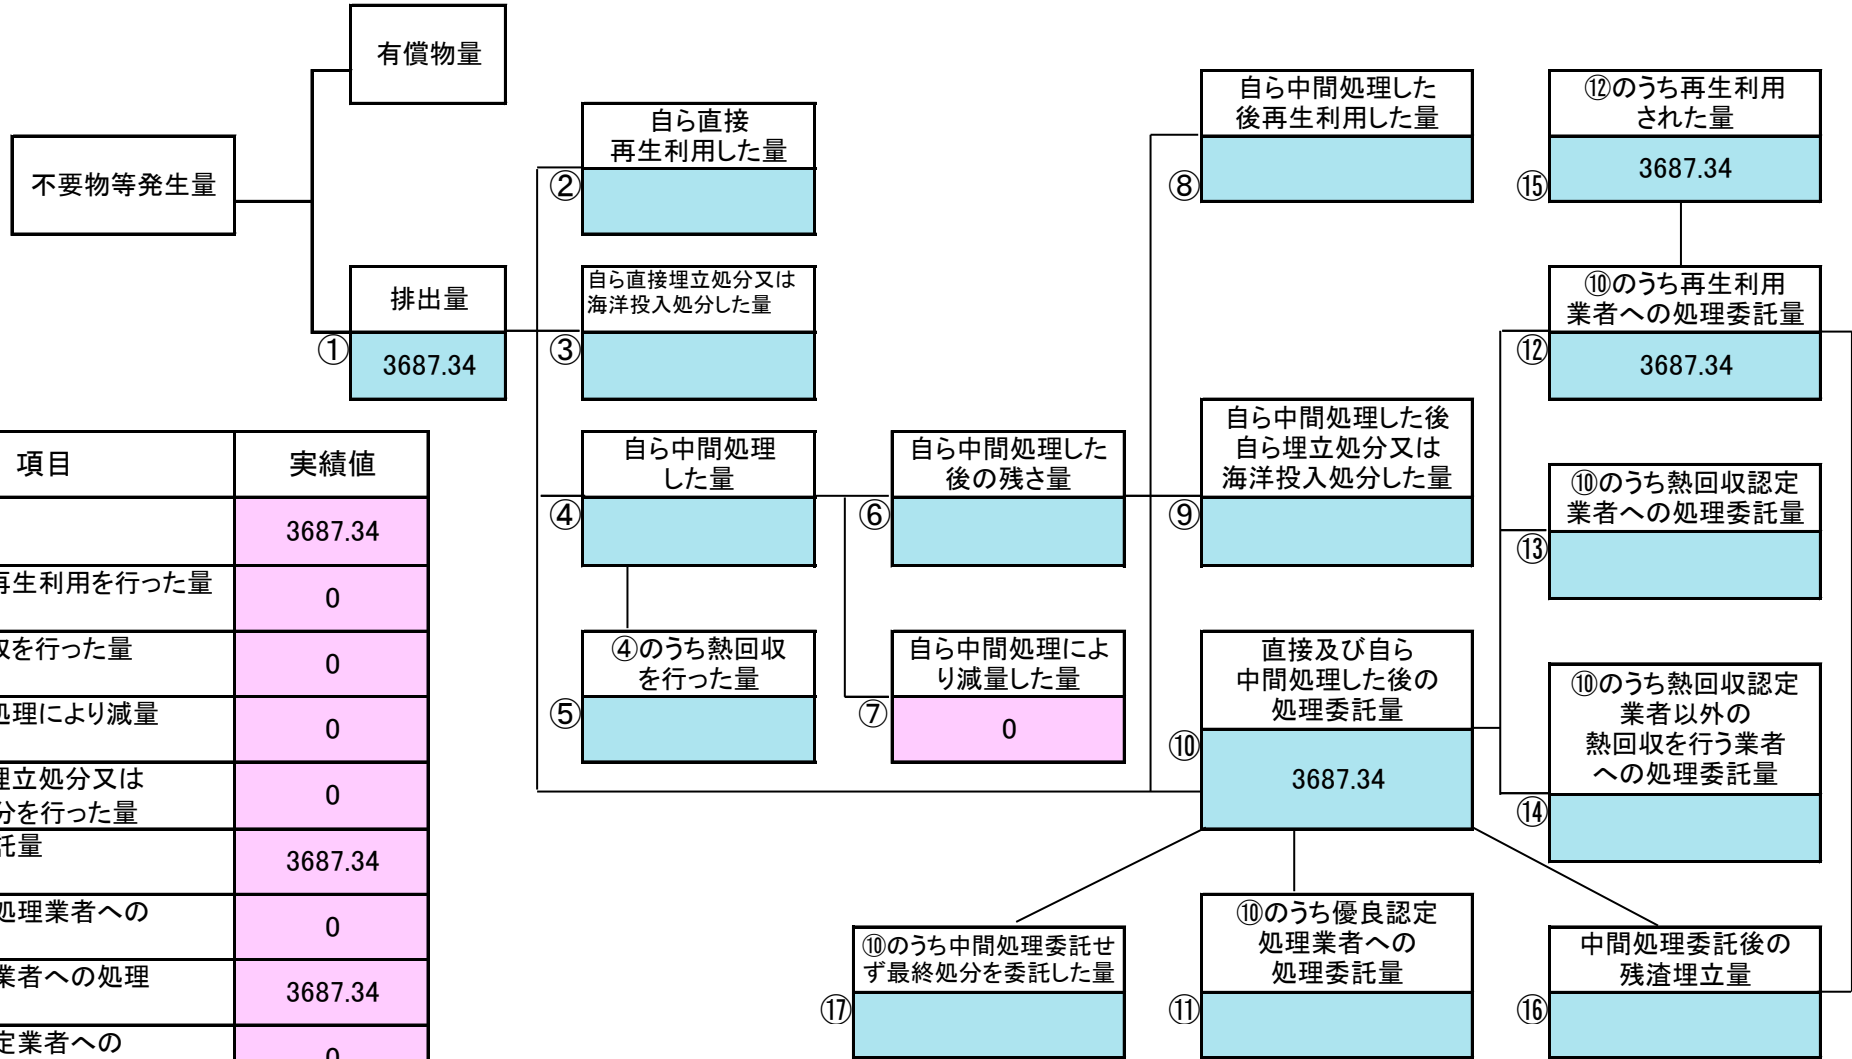 有償物量
不要物等発生量
排出量
①
3687.34
自ら直接
再生利用した量
②
自ら直接埋立処分又は
海洋投入処分した量
③
自ら中間処理
した量
④
④のうち熱回収
を行った量
⑤
自ら中間処理した
後の残さ量
⑥
自ら中間処理によ
り減量した量
⑦
0
自ら中間処理した
後再生利用した量
⑧
自ら中間処理した後
自ら埋立処分又は
海洋投入処分した量
⑨
直接及び自ら
中間処理した後の
処理委託量
⑩
3687.34
⑫のうち再生利用
された量
⑮
3687.34
⑩のうち再生利用
業者への処理委託量
⑫
3687.34
⑩のうち熱回収認定
業者への処理委託量
⑬
⑩のうち熱回収認定
業者以外の
熱回収を行う業者
への処理委託量
⑭
⑩のうち中間処理委託せ
ず最終処分を委託した量
⑰
⑩のうち優良認定
処理業者への
処理委託量
⑪
中間処理委託後の
残渣埋立量
⑯
項目 実績値
3687.34
再生利用を行った量 0
を行った量 0
処理により減量 0
埋立処分又は
を行った量 0
託量 3687.34
処理業者への 0
業者への処理 3687.34
定業者への 0